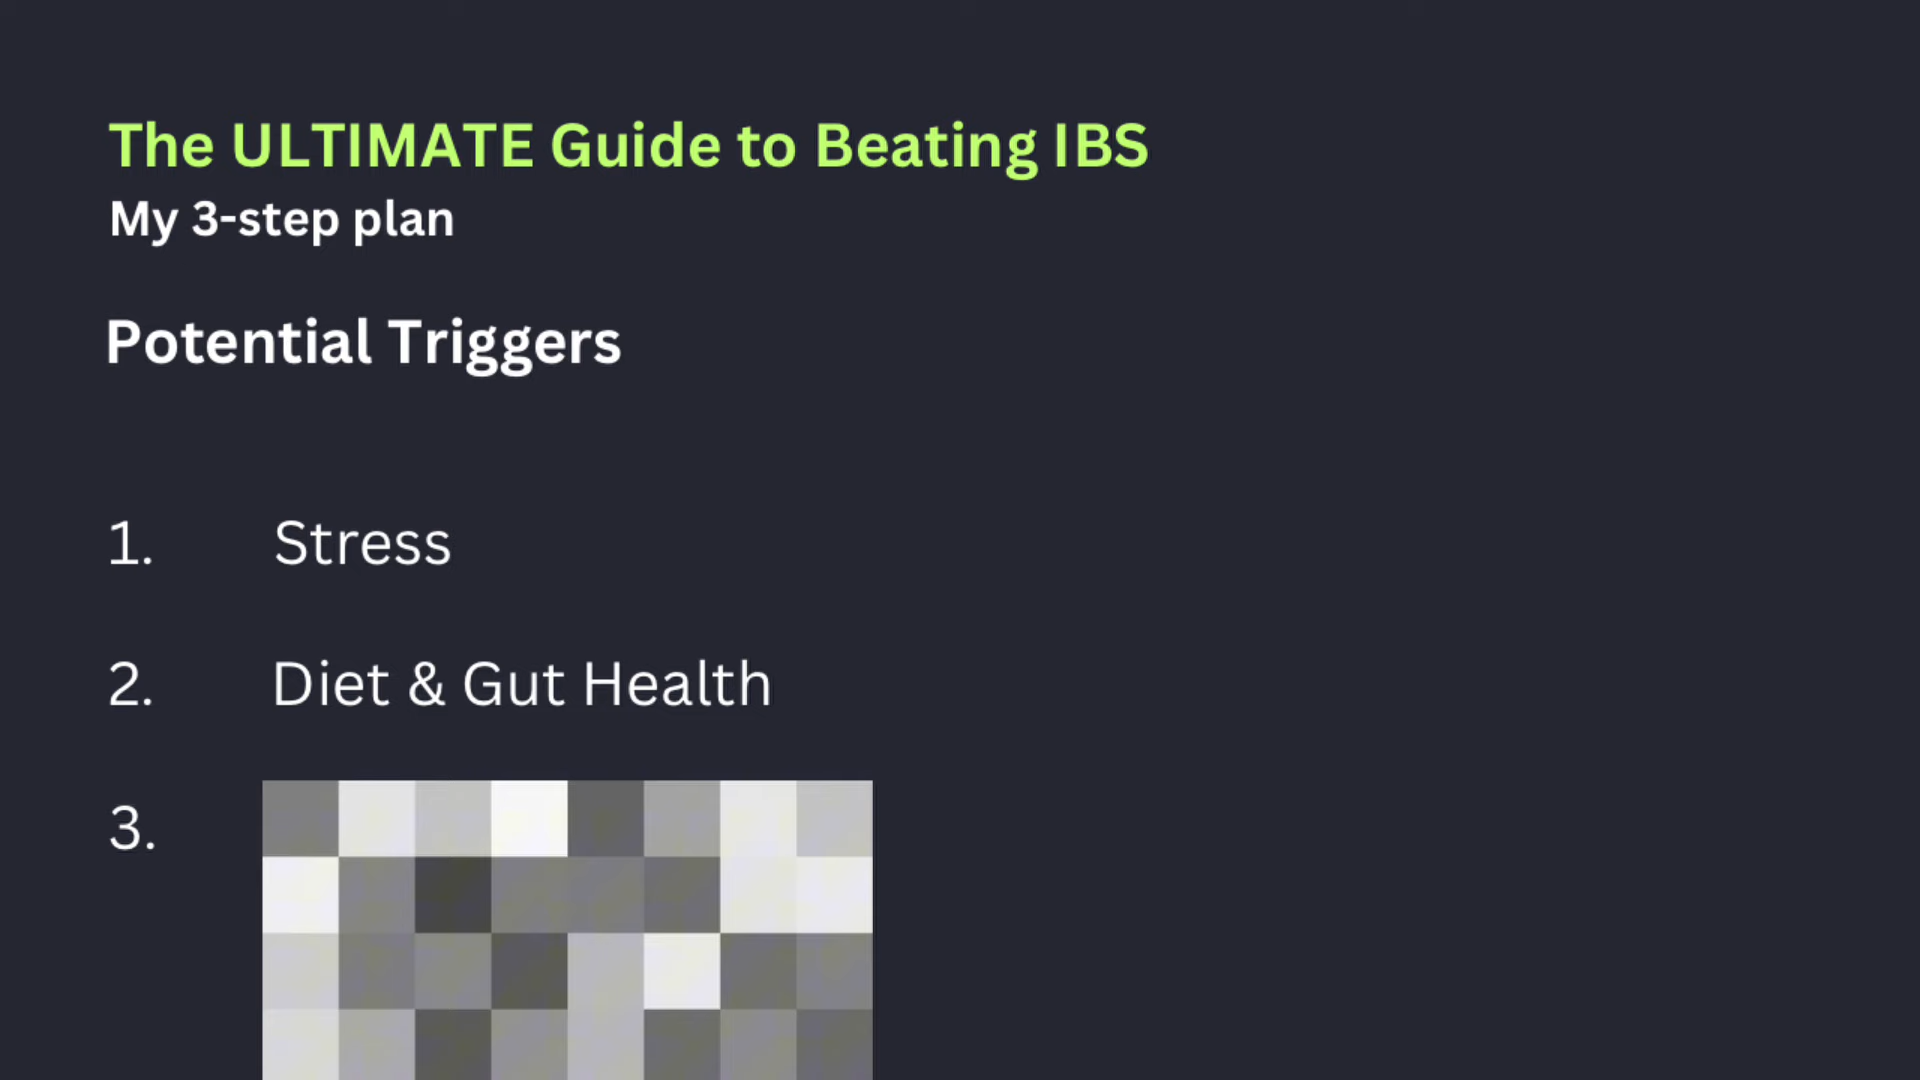 The ULTIMATE Guide to Beating IBS
My 3-step plan
Potential Triggers
1. Stress
2. Diet & Gut Health
3.